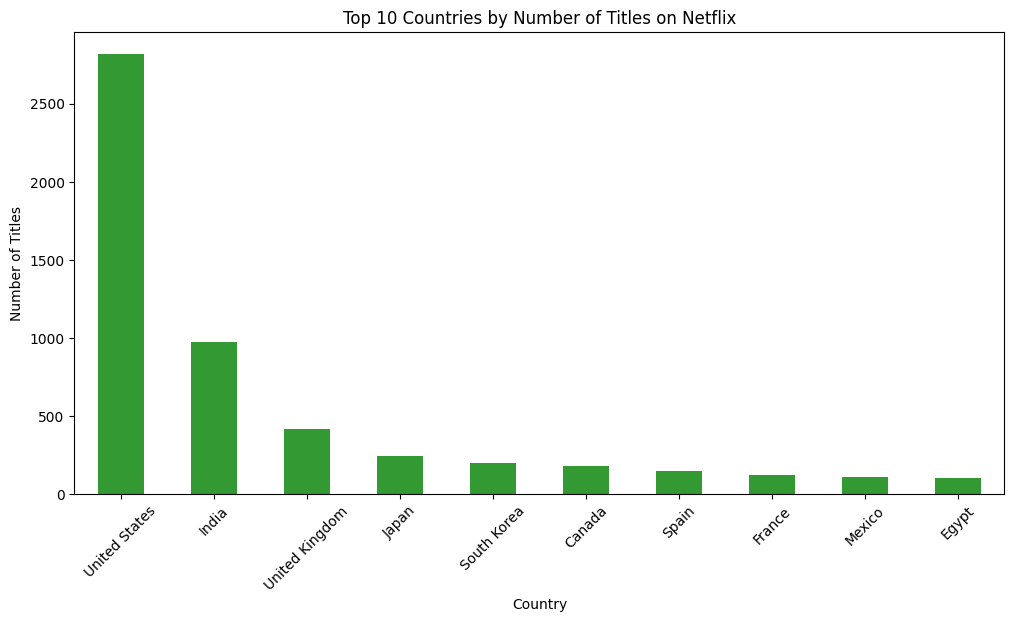 Top 10 Countries by Number of Titles on Netflix
Number of Titles
2500
2000
1500
1000
500
0
United States
India
United Kingdom
Japan
South Korea
Canada
Spain
France
Mexico
Egypt
Country